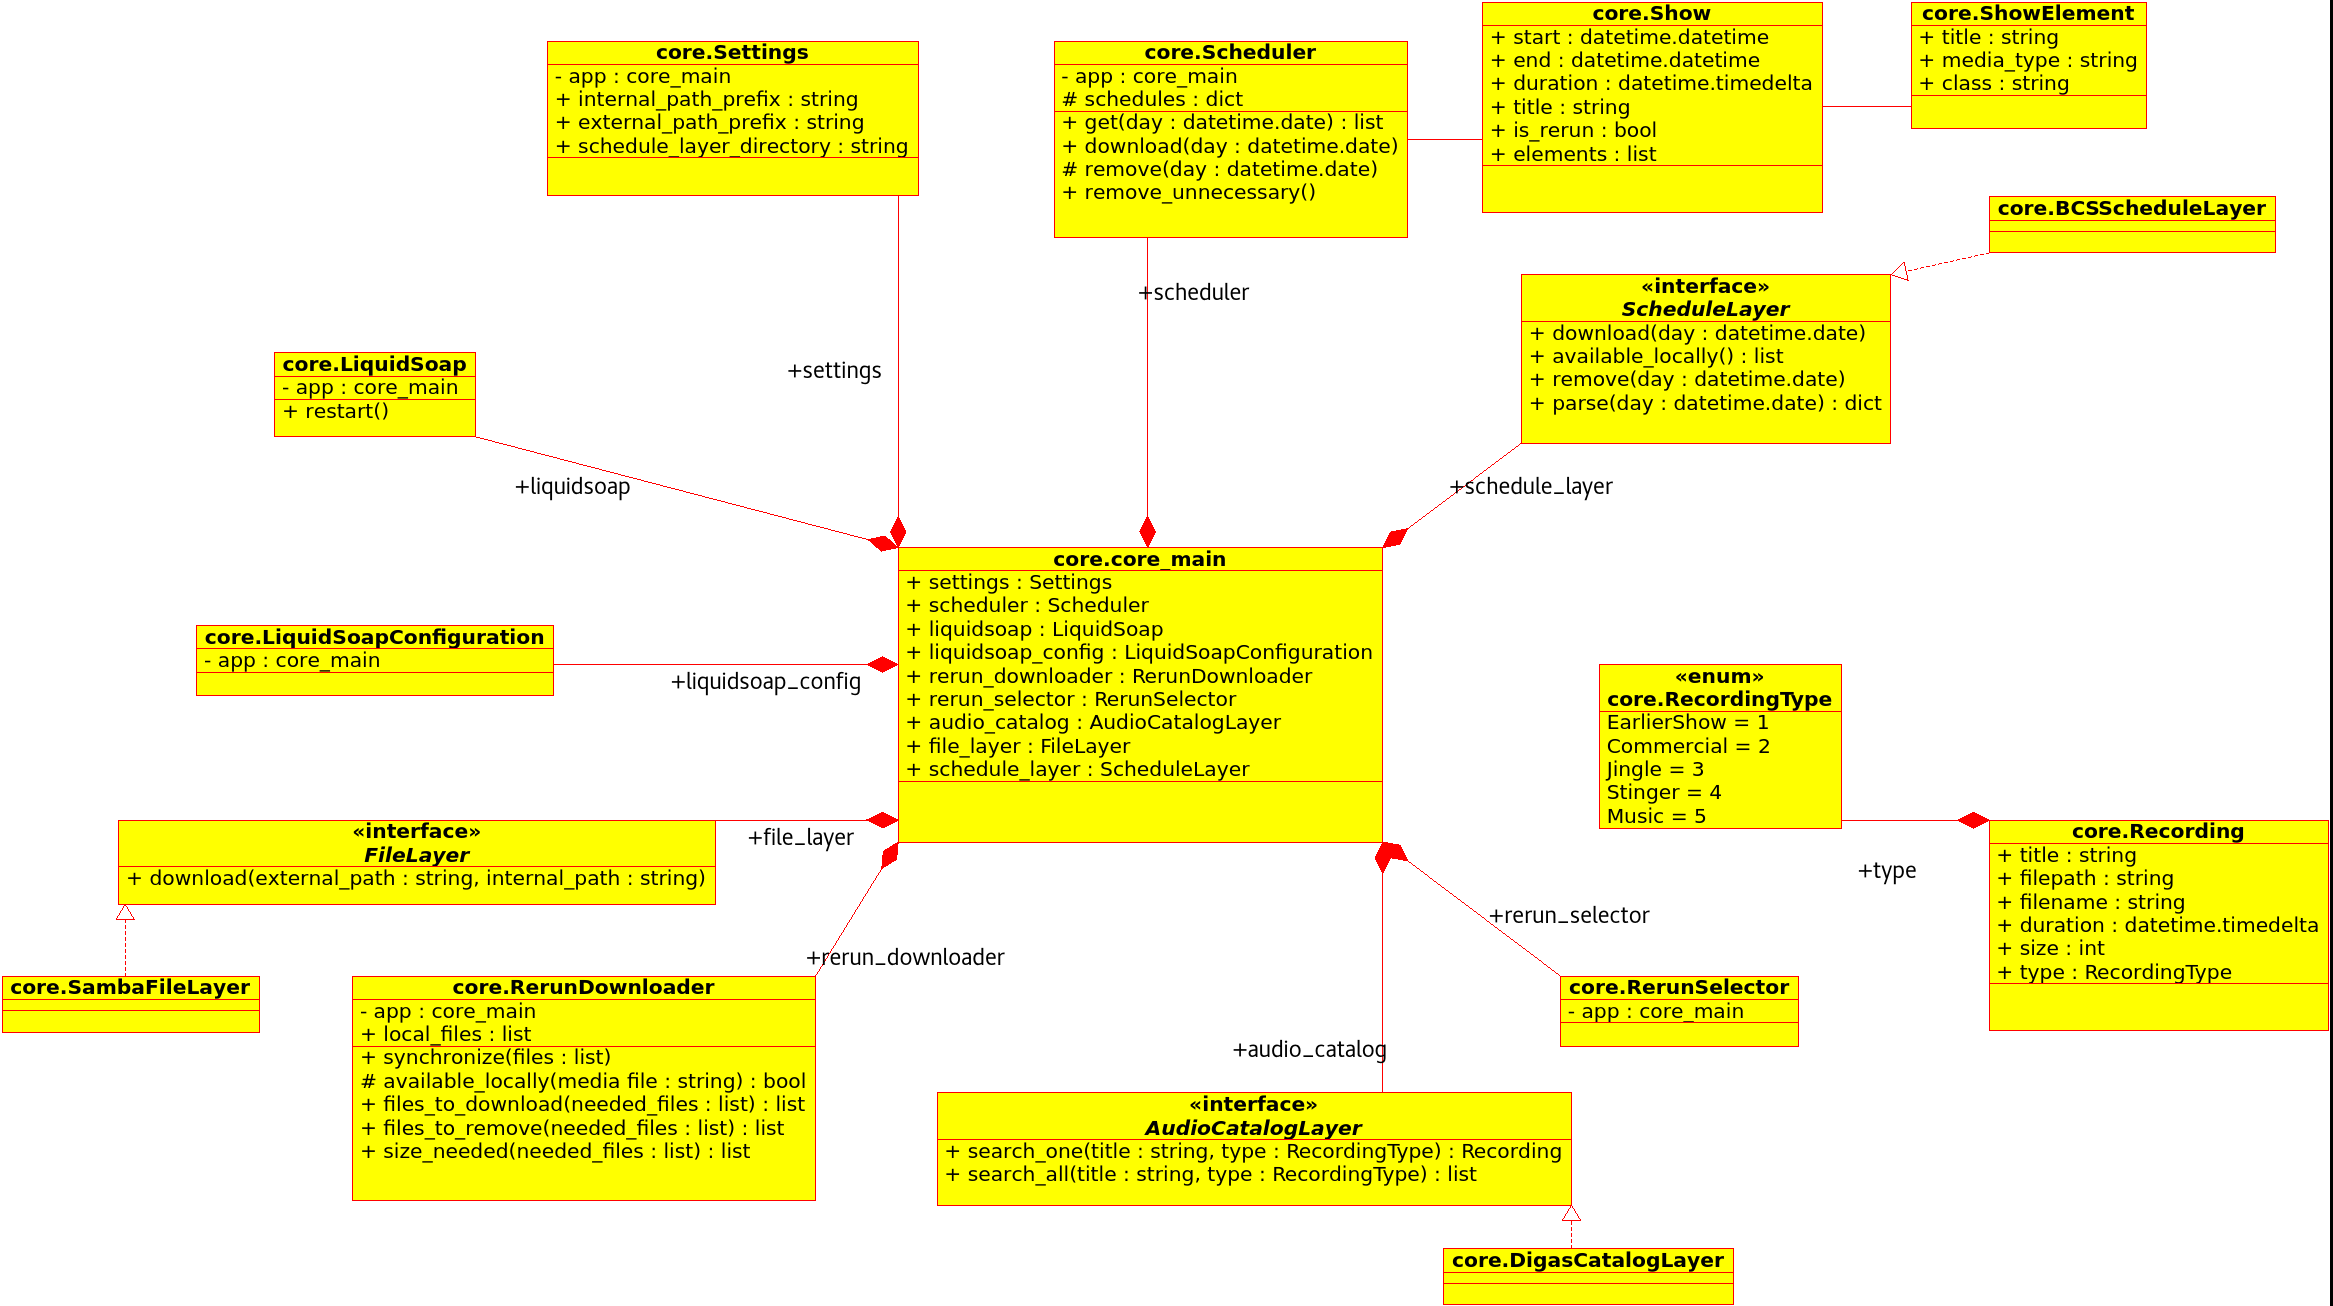 core.Settings
- app : core_main
+ internal_path_prefix : string
+ external_path_prefix : string
+ schedule_layer_directory : string
core.Scheduler
- app : core_main
# schedules : dict
+ get(day : datetime.date) : list
+ download(day : datetime.date)
# remove(day : datetime.date)
+ remove_unnecessary()
core.Show
+ start : datetime.datetime
+ end : datetime.datetime
+ duration : datetime.timedelta
+ title : string
+ is_rerun : bool
+ elements : list
core.ShowElement
+ title : string
+ media_type : string
+ class : string
core.BCSScheduleLayer
«interface»
ScheduleLayer
+ download(day : datetime.date)
+ available_locally() : list
+ remove(day : datetime.date)
+ parse(day : datetime.date) : dict
+scheduler
+settings
core.LiquidSoap
- app : core_main
+ restart()
+liquidsoap
+schedule_layer
core.core_main
+ settings : Settings
+ scheduler : Scheduler
+ liquidsoap : LiquidSoap
+ liquidsoap_config : LiquidSoapConfiguration
+ rerun_downloader : RerunDownloader
+ rerun_selector : RerunSelector
+ audio_catalog : AudioCatalogLayer
+ file_layer : FileLayer
+ schedule_layer : ScheduleLayer
core.LiquidSoapConfiguration
- app : core_main
+liquidsoap_config
«enum»
core.RecordingType
EarlierShow = 1
Commercial = 2
Jingle = 3
Stinger = 4
Music = 5
+type
core.Recording
+ title : string
+ filepath : string
+ filename : string
+ duration : datetime.timedelta
+ size : int
+ type : RecordingType
«interface»
FileLayer
+ download(external_path : string, internal_path : string)
+file_layer
core.SambaFileLayer
+rerun_downloader
core.RerunDownloader
- app : core_main
+ local_files : list
+ synchronize(files : list)
# available_locally(media file : string) : bool
+ files_to_download(needed_files : list) : list
+ files_to_remove(needed_files : list) : list
+ size_needed(needed_files : list) : list
+rerun_selector
core.RerunSelector
- app : core_main
+audio_catalog
«interface»
AudioCatalogLayer
+ search_one(title : string, type : RecordingType) : Recording
+ search_all(title : string, type : RecordingType) : list
core.DigasCatalogLayer